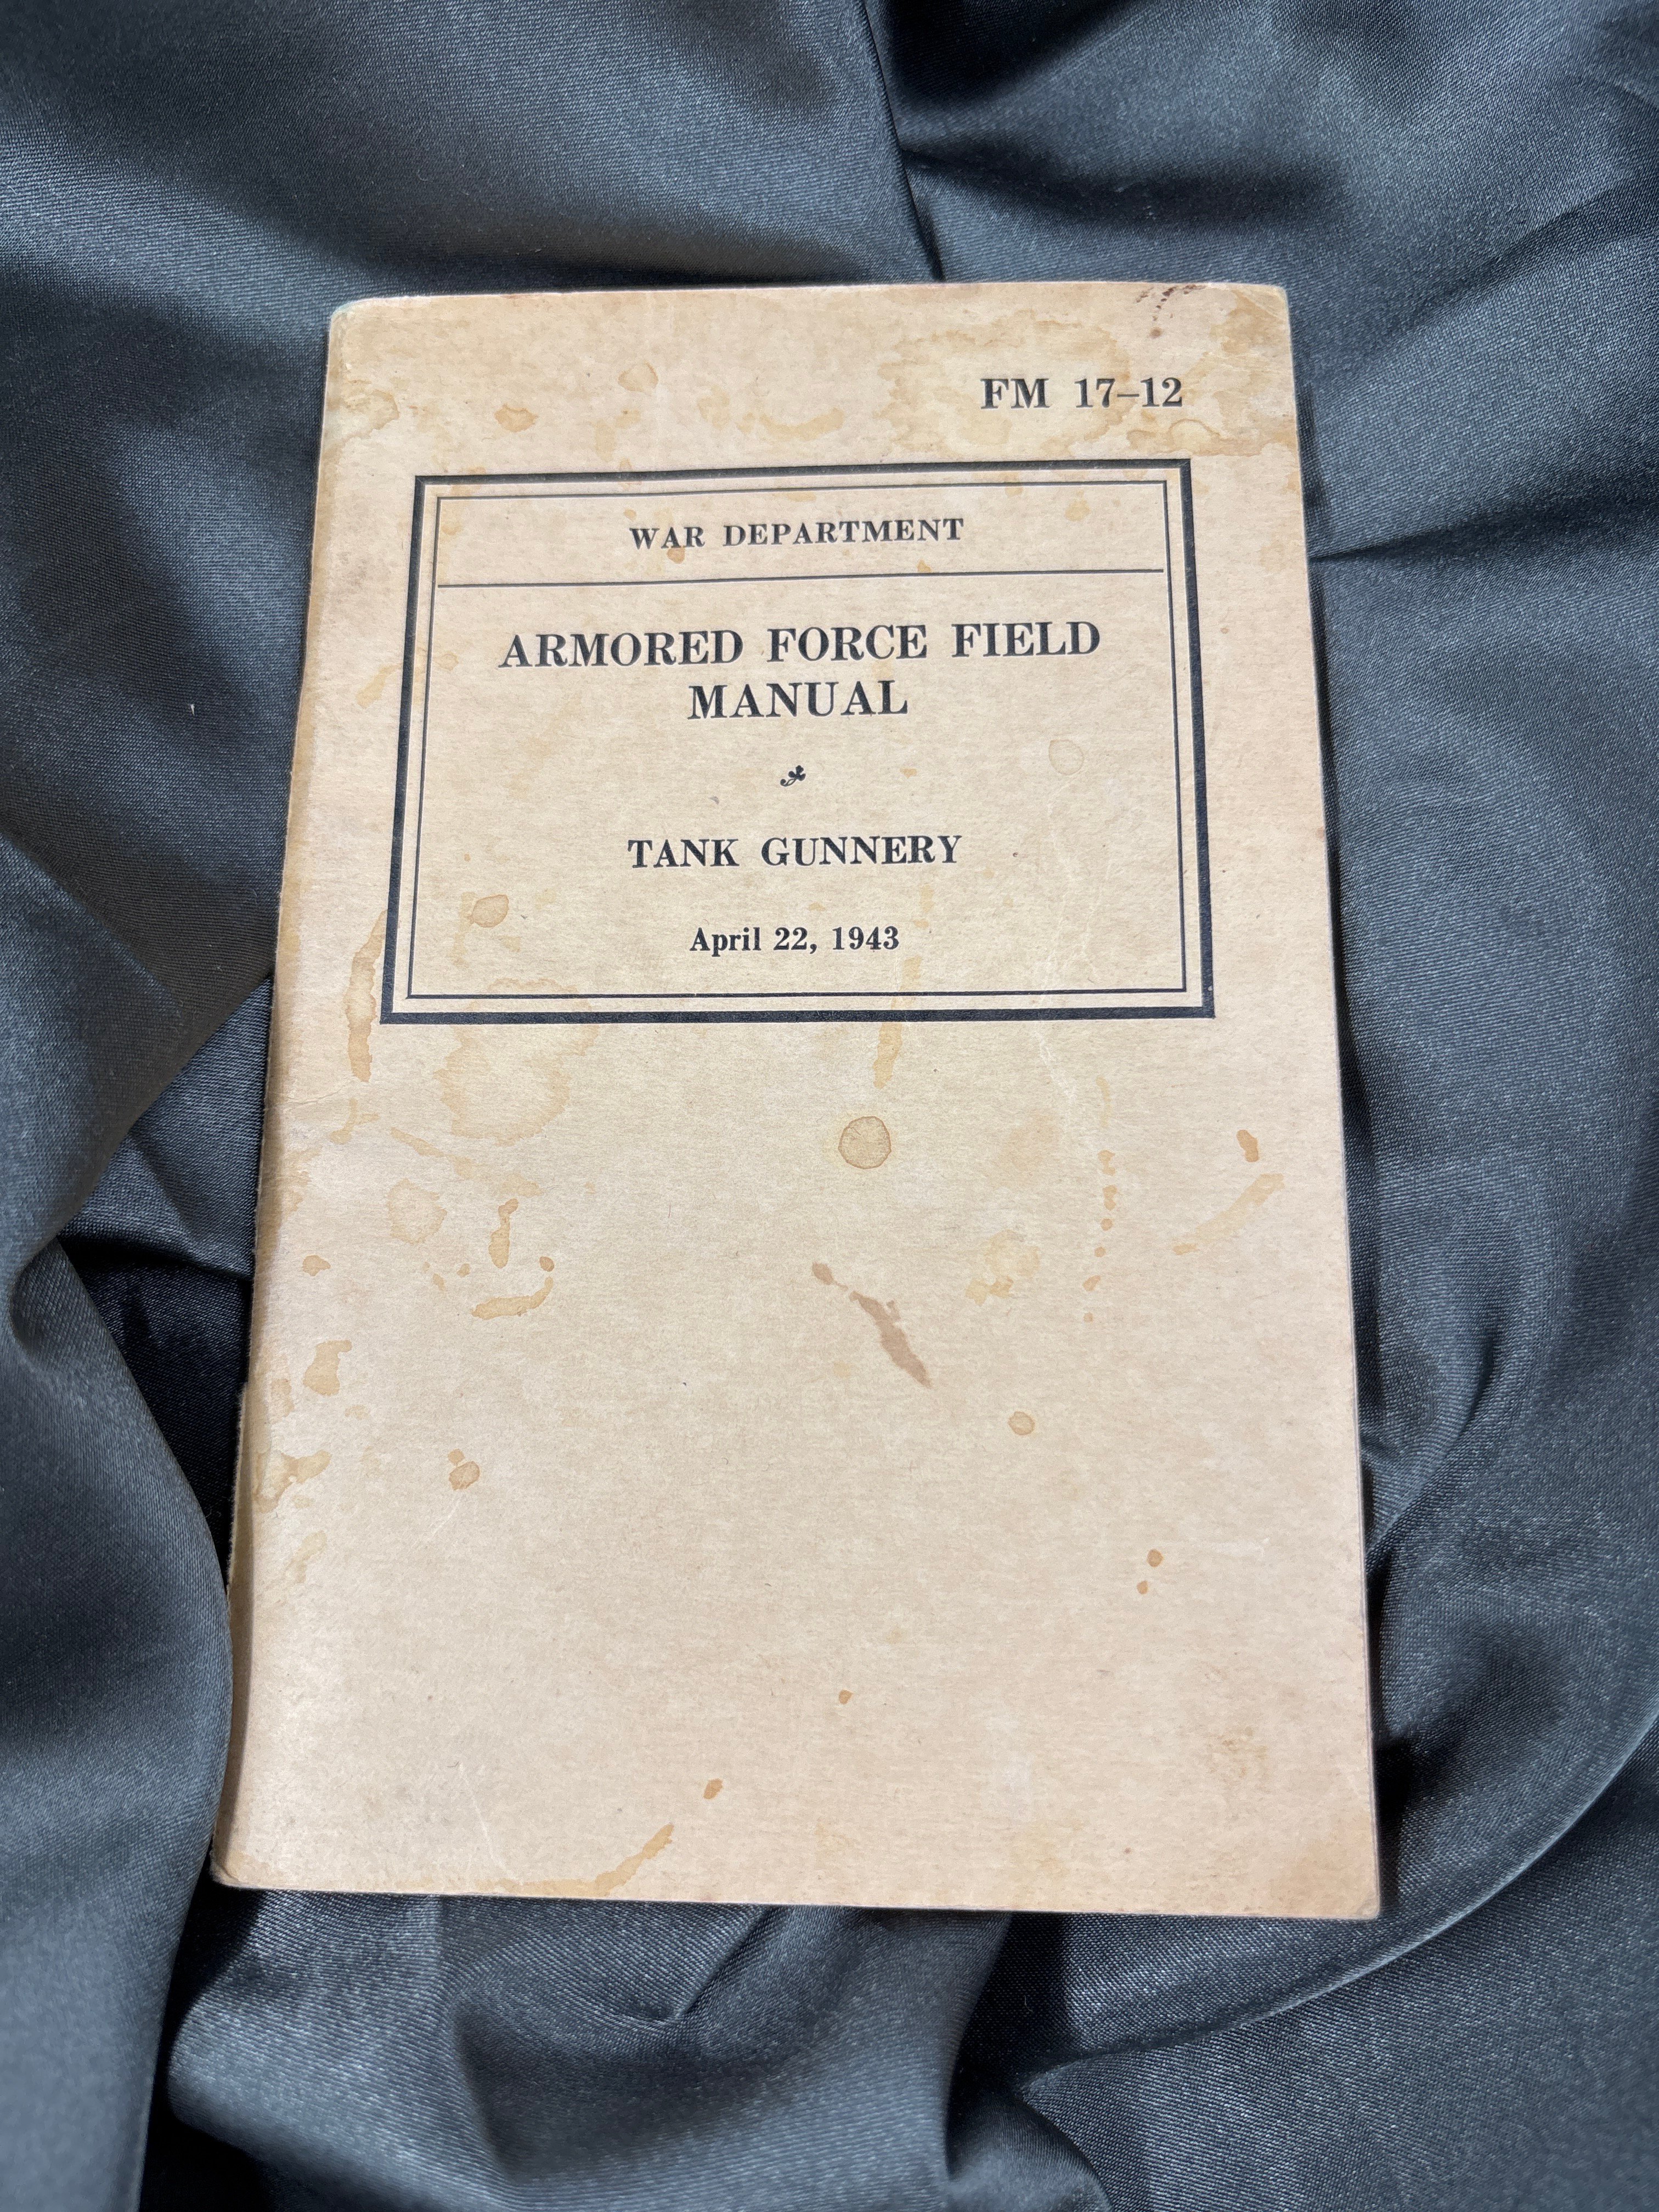 FM 17–12
WAR DEPARTMENT
ARMORED FORCE FIELD
MANUAL
TANK GUNNERY
April 22, 1943